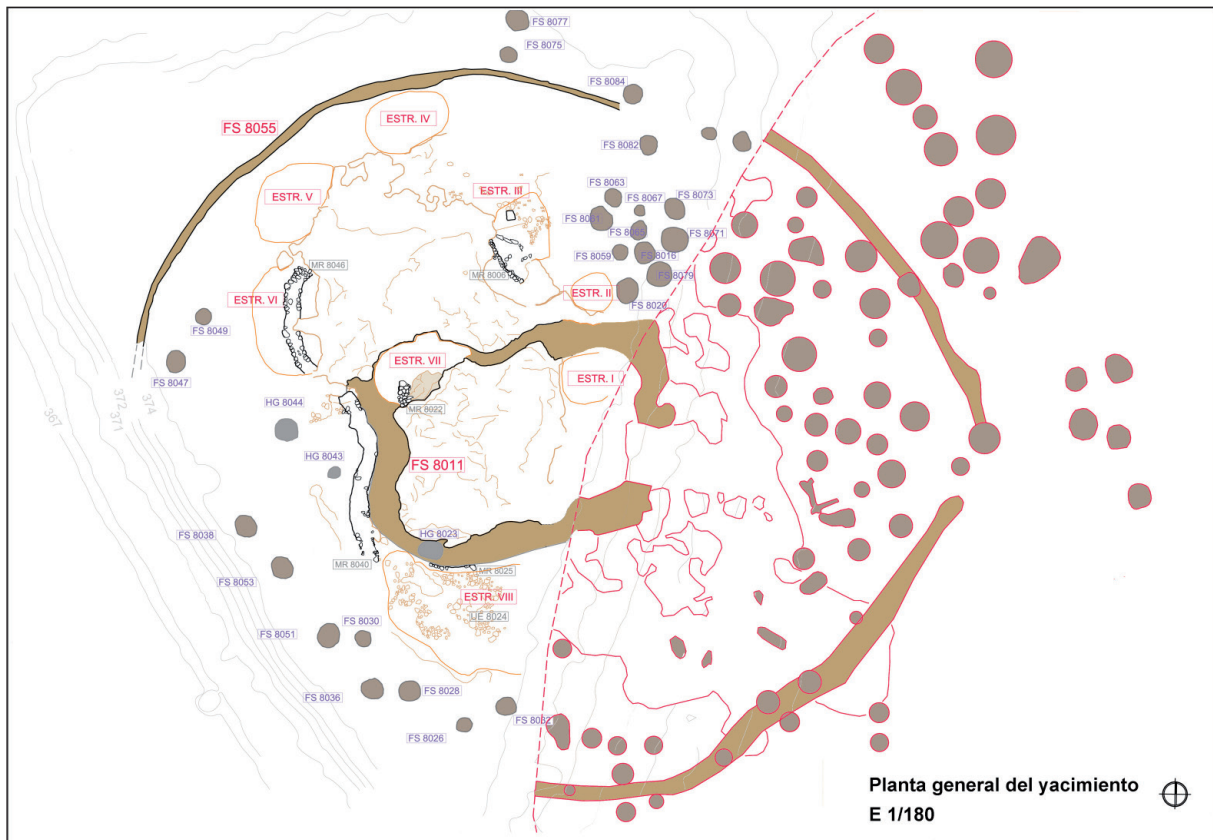 FS 8077
FS 8075
FS 8084
FS 8055
ESTR. IV
FS 8082
ESTR. V
ESTR. III
FS 8063
FS 8067
FS 8073
FS 8081
FS 8065
FS 8071
FS 8059
FS 8016
MR 8046
MR 8006
FS 8079
ESTR. VI
ESTR. II
FS 8020
FS 8049
ESTR. VII
ESTR. I
FS 8047
374
372
371
367
HG 8044
MR 8022
HG 8043
FS 8011
FS 8038
HG 8023
MR 8040
MR 8025
FS 8053
ESTR. VIII
UE 8024
FS 8051
FS 8030
FS 8036
FS 8028
FS 8032
FS 8026
Planta general del yacimiento
E 1/180